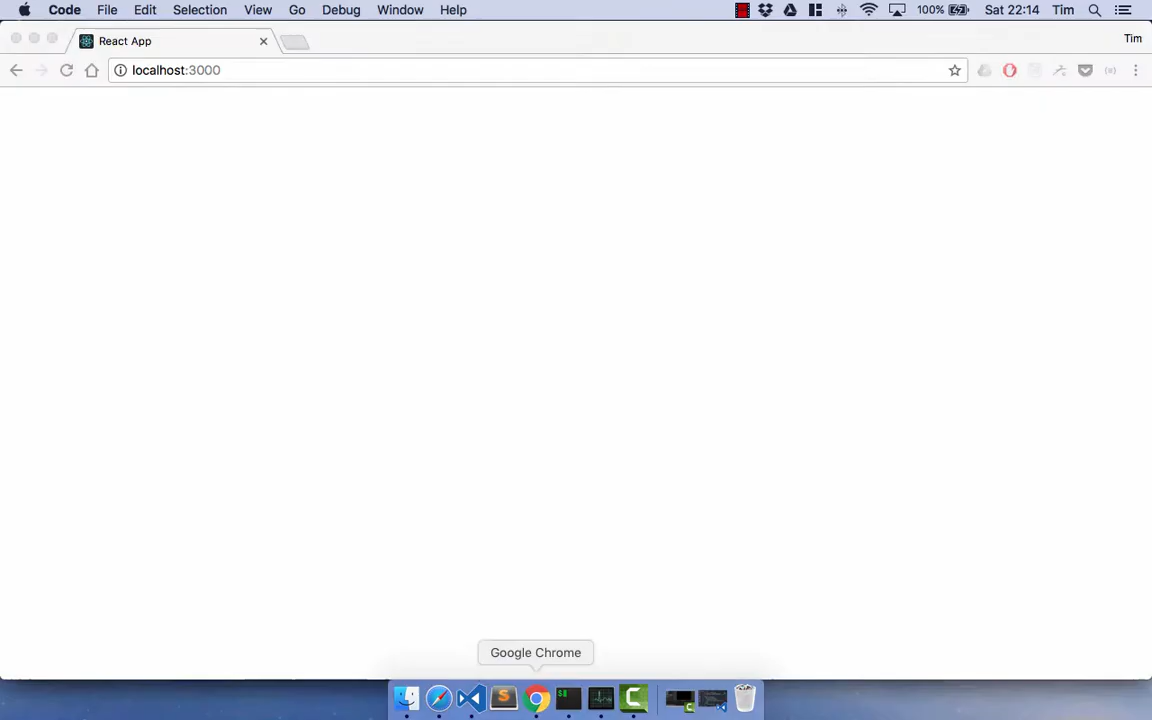 Code File Edit Selection View Go Debug Window Help 100% Sat 22:14 Tim
React App Tim
localhost:3000
Google Chrome